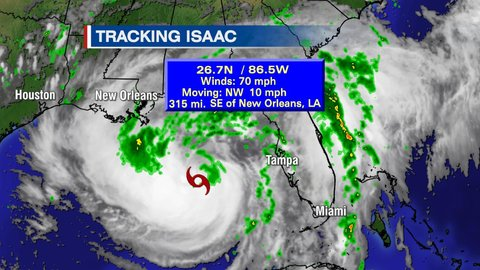 TRACKING ISAAC
26.7N / 86.5W
Winds: 70 mph
Moving: NW 10 mph
315 mi. SE of New Orleans, LA
Houston
New Orleans
Tampa
Miami